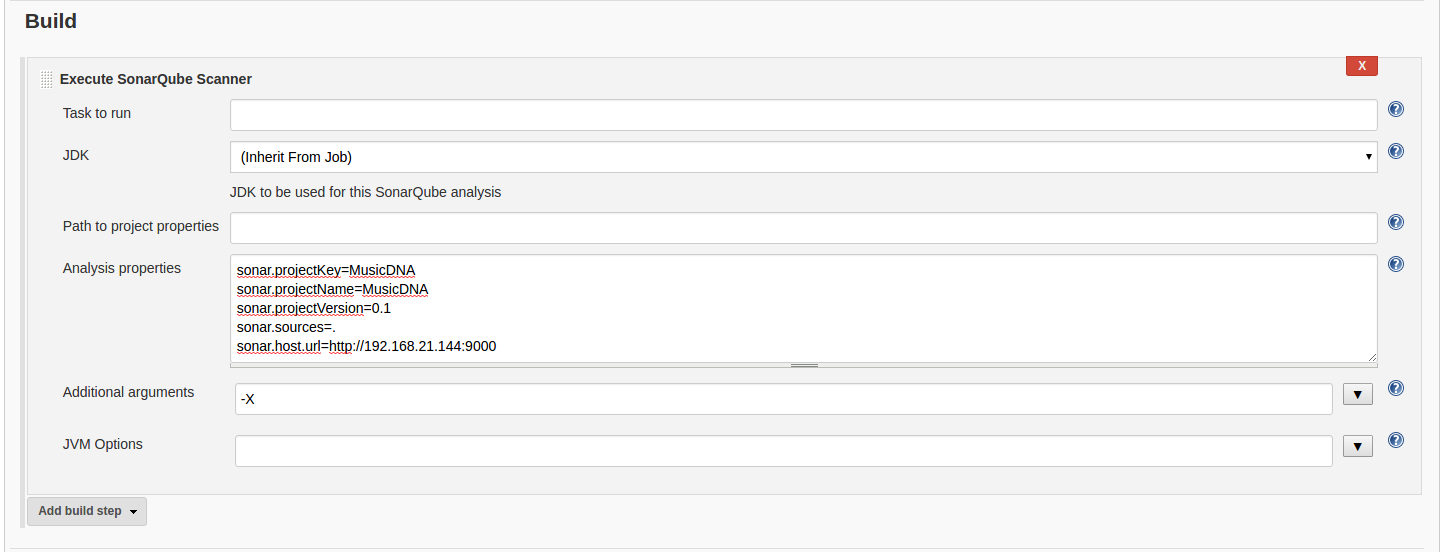 Build
Execute SonarQube Scanner
X
Task to run
JDK
(Inherit From Job)
JDK to be used for this SonarQube analysis
Path to project properties
Analysis properties
sonar.projectKey=MusicDNA
sonar.projectName=MusicDNA
sonar.projectVersion=0.1
sonar.sources=.
sonar.host.url=http://192.168.21.144:9000
Additional arguments
-X
JVM Options
Add build step